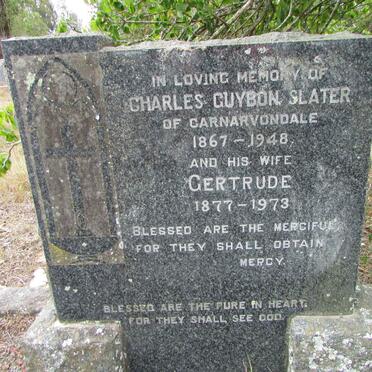 IN LOVING MEMORY OF
CHARLES GUYBON SLATER
OF CARNARVONDALE
1867-1948.
AND HIS WIFE
GERTRUDE
1877-1973
BLESSED ARE THE MERCIFUL,
FOR THEY SHALL OBTAIN
MERCY.
BLESSED ARE THE PURE IN HEART,
FOR THEY SHALL SEE GOD.